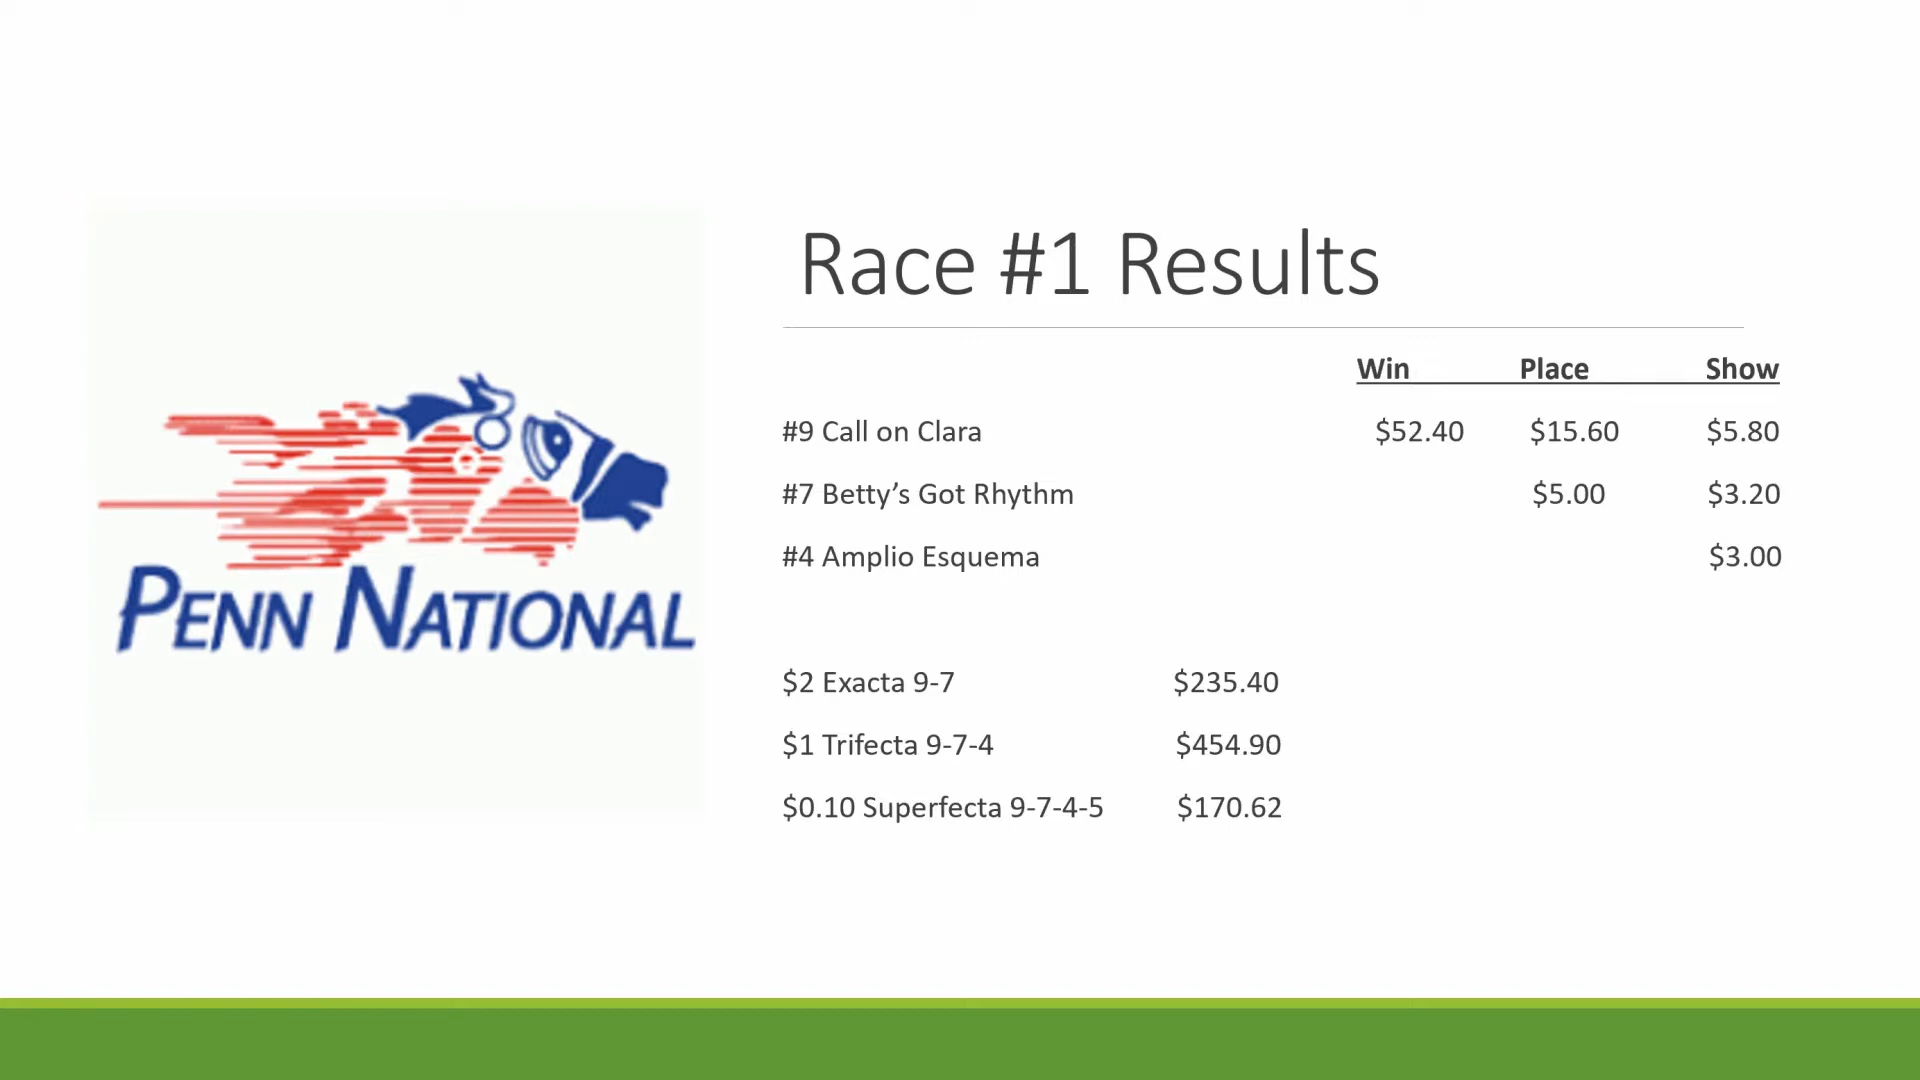 PENN NATIONAL
Race #1 Results
Win Place Show
#9 Call on Clara $52.40 $15.60 $5.80
#7 Betty’s Got Rhythm $5.00 $3.20
#4 Amplio Esquema $3.00
$2 Exacta 9-7 $235.40
$1 Trifecta 9-7-4 $454.90
$0.10 Superfecta 9-7-4-5 $170.62